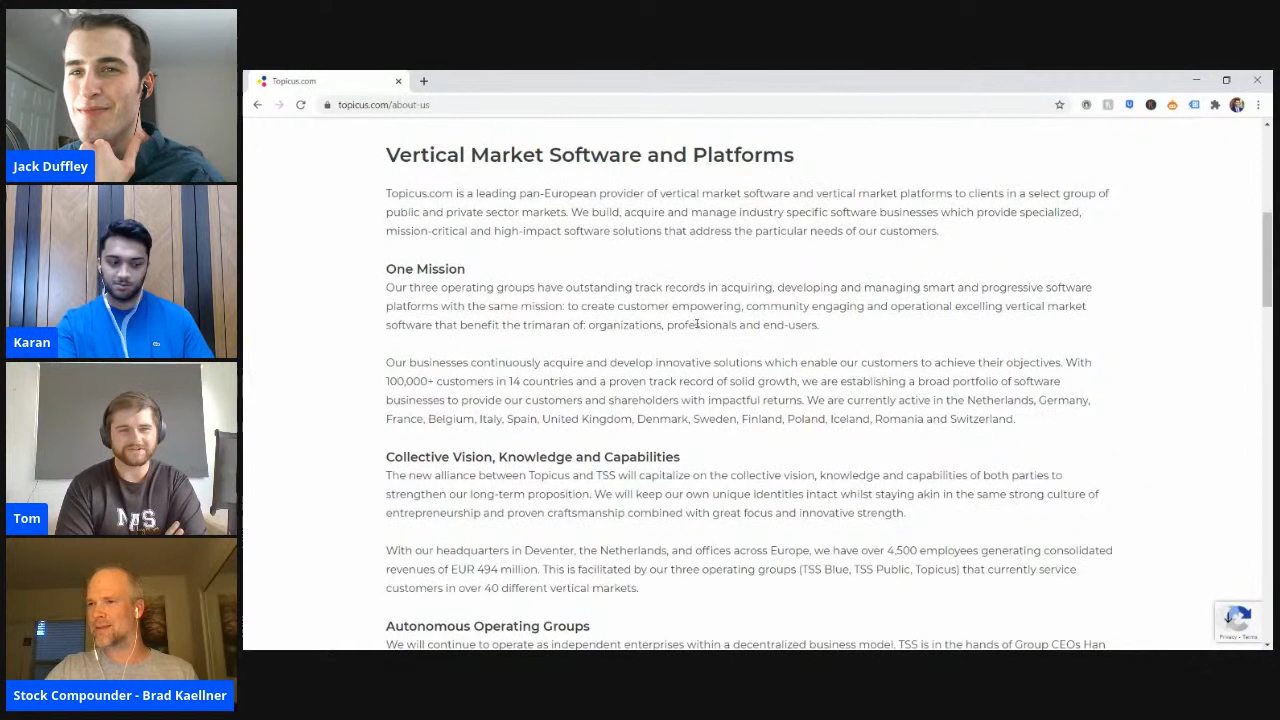 Jack Duffley
Karan
Tom
Stock Compounder - Brad Kaellner
Topicus.com
topicus.com/about-us
Vertical Market Software and Platforms
Topicus.com is a leading pan-European provider of vertical market software and vertical market platforms to clients in a select group of
public and private sector markets. We build, acquire and manage industry specific software businesses which provide specialized,
mission-critical and high-impact software solutions that address the particular needs of our customers.
One Mission
Our three operating groups have outstanding track records in acquiring, developing and managing smart and progressive software
platforms with the same mission: to create customer empowering, community engaging and operational excelling vertical market
software that benefit the trimaran of: organizations, professionals and end-users.
Our businesses continuously acquire and develop innovative solutions which enable our customers to achieve their objectives. With
100,000+ customers in 14 countries and a proven track record of solid growth, we are establishing a broad portfolio of software
businesses to provide our customers and shareholders with impactful returns. We are currently active in the Netherlands, Germany,
France, Belgium, Italy, Spain, United Kingdom, Denmark, Sweden, Finland, Poland, Iceland, Romania and Switzerland.
Collective Vision, Knowledge and Capabilities
The new alliance between Topicus and TSS will capitalize on the collective vision, knowledge and capabilities of both parties to
strengthen our long-term proposition. We will keep our own unique identities intact whilst staying akin in the same strong culture of
entrepreneurship and proven craftsmanship combined with great focus and innovative strength.
With our headquarters in Deventer, the Netherlands, and offices across Europe, we have over 4,500 employees generating consolidated
revenues of EUR 494 million. This is facilitated by our three operating groups (TSS Blue, TSS Public, Topicus) that currently service
customers in over 40 different vertical markets.
Autonomous Operating Groups
We will continue to operate as independent enterprises within a decentralized business model. TSS is in the hands of Group CEOs Han
Privacy - Terms